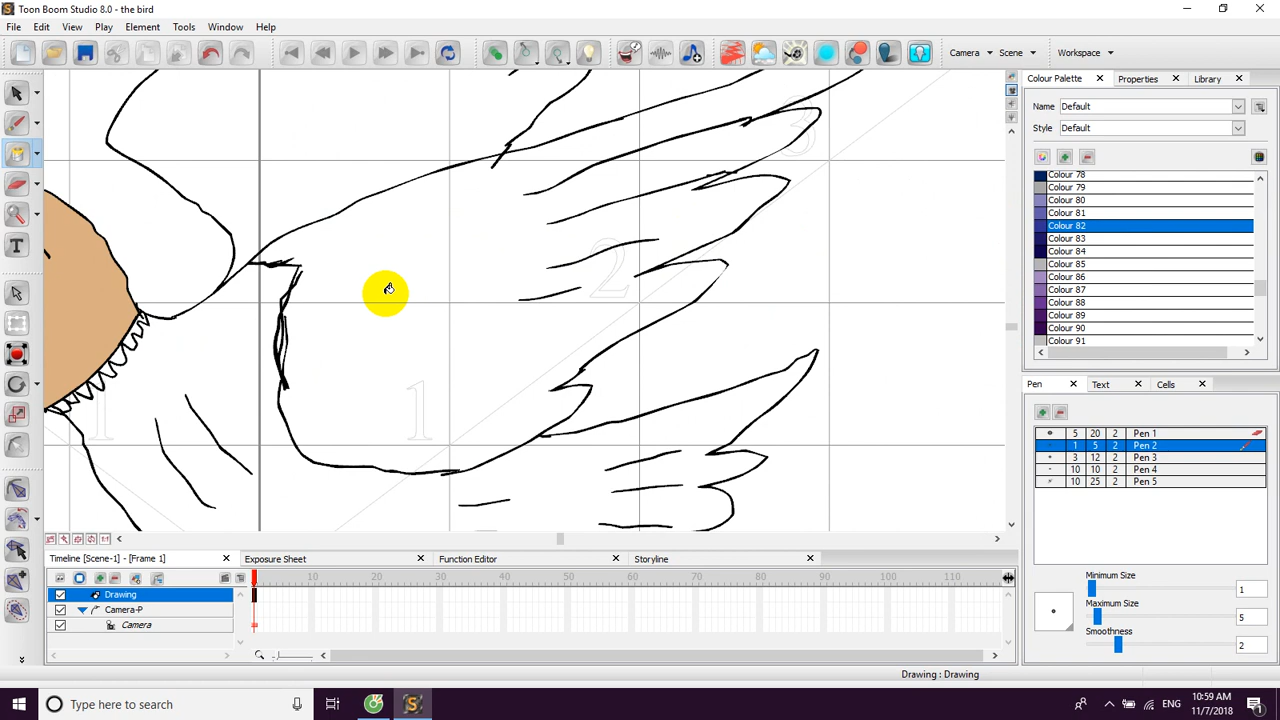 Toon Boom Studio 8.0 - the bird
File Edit View Play Element Tools Window Help
Camera Scene Workspace
Colour Palette Properties Library
Name Default
Style Default
Colour 78
Colour 79
Colour 80
Colour 81
Colour 82
Colour 83
Colour 84
Colour 85
Colour 86
Colour 87
Colour 88
Colour 89
Colour 90
Colour 91
3
2
1
1
Pen Text Cells
5 20 2 Pen 1
1 5 2 Pen 2
3 12 2 Pen 3
10 10 2 Pen 4
10 25 2 Pen 5
Minimum Size
1
Maximum Size
5
Smoothness
2
Timeline [Scene-1] - [Frame 1] Exposure Sheet Function Editor Storyline
10 20 30 40 50 60 70 80 90 100 110
Drawing
Camera-P
Camera
Drawing : Drawing
Type here to search
ENG
10:59 AM
11/7/2018
1